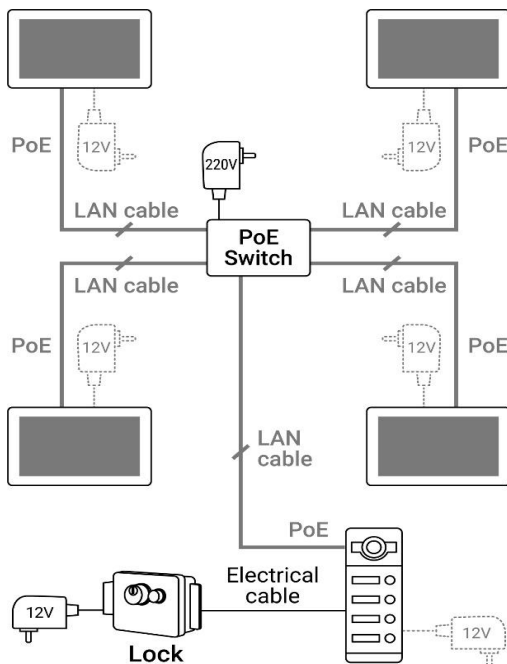 PoE
12V
220V
12V
PoE
LAN cable
LAN cable
PoE
Switch
LAN cable
LAN cable
PoE
12V
12V
PoE
LAN
cable
PoE
Electrical
cable
12V
12V
Lock